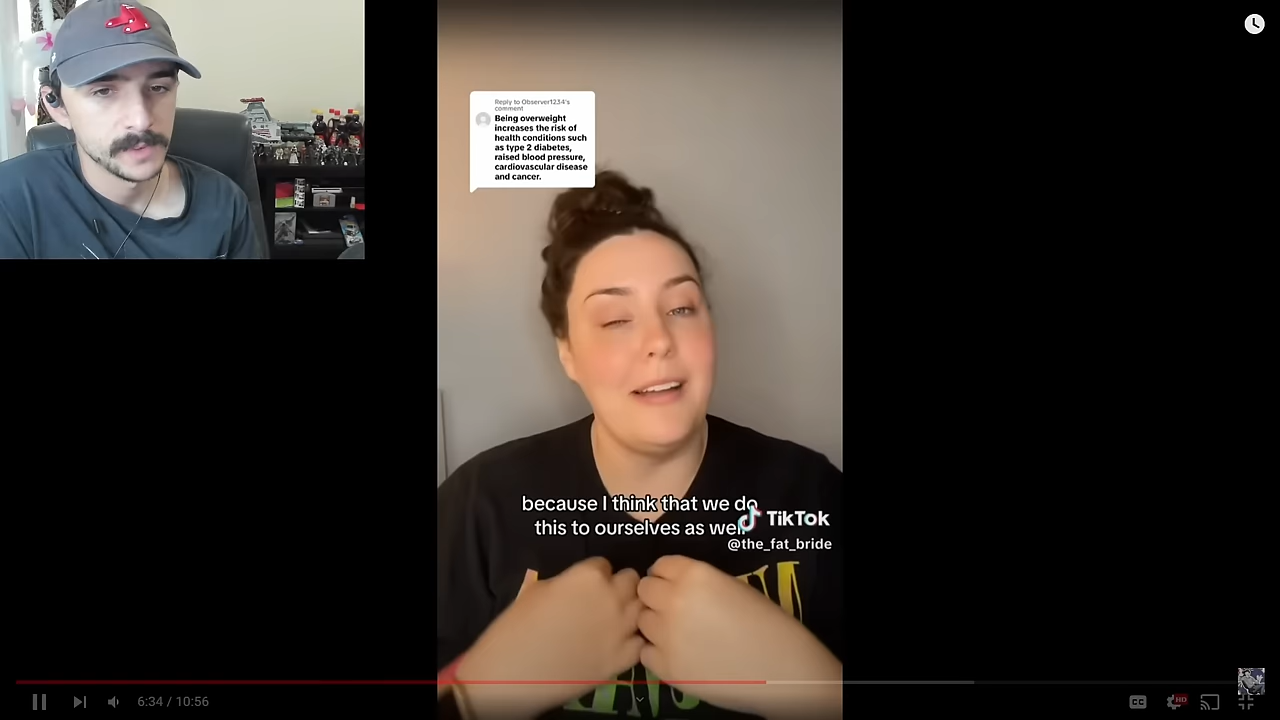 Reply to Observer1234's
comment
Being overweight
increases the risk of
health conditions such
as type 2 diabetes,
raised blood pressure,
cardiovascular disease
and cancer.
because I think that we do
this to ourselves as well
TikTok
@the_fat_bride
6:34 / 10:56
CC
HD